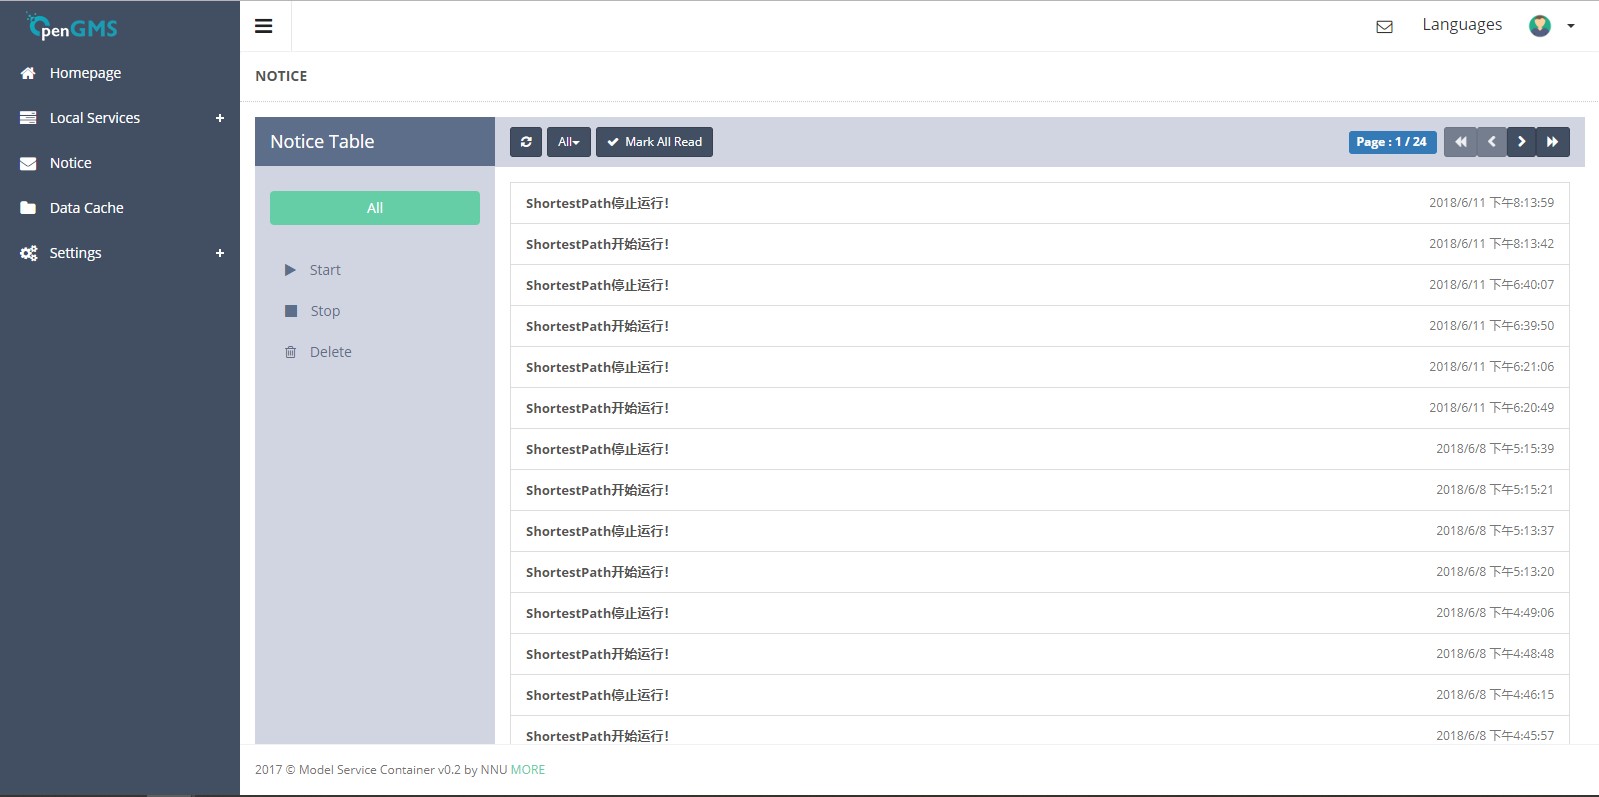 OpenGMS
Languages
Homepage
Local Services
Notice
Data Cache
Settings
NOTICE
Notice Table
All
Start
Stop
Delete
All
Mark All Read
Page : 1 / 24
ShortestPath停止运行! 2018/6/11 下午8:13:59
ShortestPath开始运行! 2018/6/11 下午8:13:42
ShortestPath停止运行! 2018/6/11 下午6:40:07
ShortestPath开始运行! 2018/6/11 下午6:39:50
ShortestPath停止运行! 2018/6/11 下午6:21:06
ShortestPath开始运行! 2018/6/11 下午6:20:49
ShortestPath停止运行! 2018/6/8 下午5:15:39
ShortestPath开始运行! 2018/6/8 下午5:15:21
ShortestPath停止运行! 2018/6/8 下午5:13:37
ShortestPath开始运行! 2018/6/8 下午5:13:20
ShortestPath停止运行! 2018/6/8 下午4:49:06
ShortestPath开始运行! 2018/6/8 下午4:48:48
ShortestPath停止运行! 2018/6/8 下午4:46:15
ShortestPath开始运行! 2018/6/8 下午4:45:57
2017 © Model Service Container v0.2 by NNU MORE